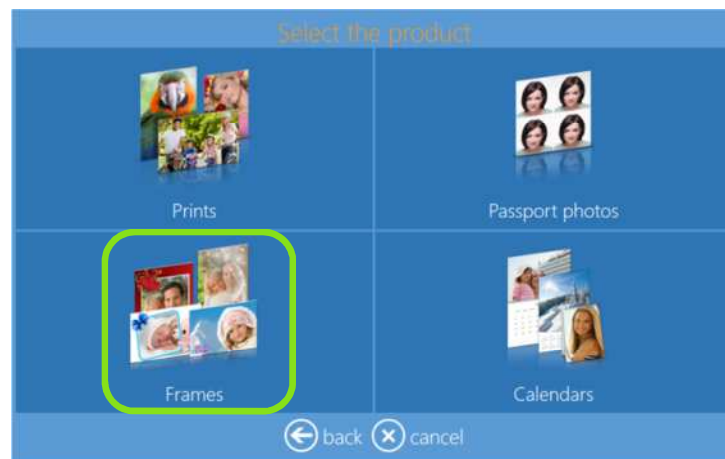 Select the product
Prints
Passport photos
Frames
Calendars
back
cancel